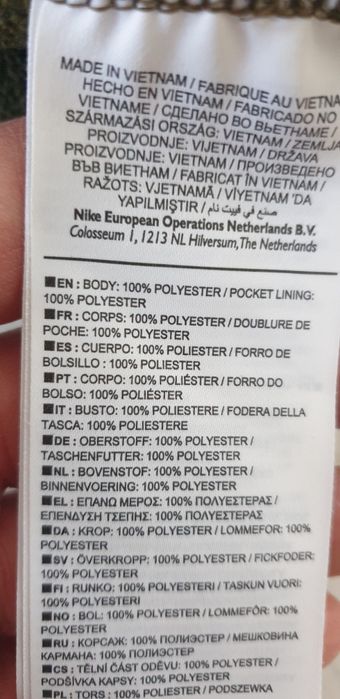 MADE IN VIETNAM / FABRIQUE AU VIETNA
HECHO EN VIETNAM / FABRICADO NO
VIETNAME / СДЕЛАНО ВО ВЬЕТНАМЕ /
SZÁRMAZÁSI ORSZÁG: VIETNAM / ZEMLJA
PROIZVODNJE: VIJETNAM / DRŽAVA
PROIZVODNJE: VIETNAM / ПРОИЗВЕДЕНО
ВЪВ ВИЕТНАМ / FABRICAT ÎN VIETNAM /
RAŽOTS: VJETNAMĀ / VİYETNAM 'DA
YAPILMIŞTIR / صنع في فييت نام
Nike European Operations Netherlands B.V.
Colosseum 1, 1213 NL Hilversum, The Netherlands
■EN : BODY: 100% POLYESTER / POCKET LINING:
100% POLYESTER
■FR : CORPS: 100% POLYESTER / DOUBLURE DE
POCHE: 100% POLYESTER
■ES : CUERPO: 100% POLIESTER / FORRO DE
BOLSILLO : 100% POLIESTER
■PT : CORPO: 100% POLIÉSTER / FORRO DO
BOLSO: 100% POLIÉSTER
■IT : BUSTO: 100% POLIESTERE / FODERA DELLA
TASCA: 100% POLIESTERE
■DE : OBERSTOFF: 100% POLYESTER /
TASCHENFUTTER: 100% POLYESTER
■NL : BOVENSTOF: 100% POLYESTER /
BINNENVOERING: 100% POLYESTER
■EL : ΕΠΑΝΩ ΜΕΡΟΣ: 100% ΠΟΛΥΕΣΤΕΡΑΣ /
ΕΠΕΝΔΥΣΗ ΤΣΕΠΗΣ: 100% ΠΟΛΥΕΣΤΕΡΑΣ
■DA : KROP: 100% POLYESTER / LOMMEFOR: 100%
POLYESTER
■SV : ÖVERKROPP: 100% POLYESTER / FICKFODER:
100% POLYESTER
■FI : RUNKO: 100% POLYESTERI / TASKUN VUORI:
100% POLYESTERI
■NO : BOL: 100% POLYESTER / LOMMEFÔR: 100%
POLYESTER
■RU : КОРСАЖ: 100% ПОЛИЭСТЕР / МЕШКОВИНА
КАРМАНА: 100% ПОЛИЭСТЕР
■CS : TĚLNÍ ČÁST ODĚVU: 100% POLYESTER /
PODŠÍVKA KAPSY: 100% POLYESTER
■PL : TORS : 100% POLIESTER / PODSZEWKA